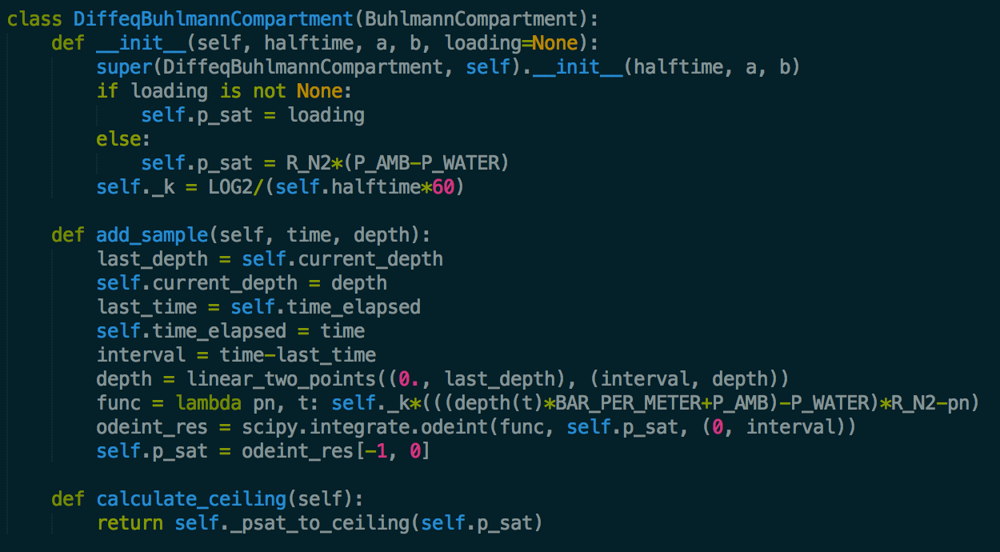 class DiffeqBuhlmannCompartment(BuhlmannCompartment):
    def __init__(self, halftime, a, b, loading=None):
        super(DiffeqBuhlmannCompartment, self).__init__(halftime, a, b)
        if loading is not None:
            self.p_sat = loading
        else:
            self.p_sat = R_N2*(P_AMB-P_WATER)
        self._k = LOG2/(self.halftime*60)

    def add_sample(self, time, depth):
        last_depth = self.current_depth
        self.current_depth = depth
        last_time = self.time_elapsed
        self.time_elapsed = time
        interval = time-last_time
        depth = linear_two_points((0., last_depth), (interval, depth))
        func = lambda pn, t: self._k*(((depth(t)*BAR_PER_METER+P_AMB)-P_WATER)*R_N2-pn)
        odeint_res = scipy.integrate.odeint(func, self.p_sat, (0, interval))
        self.p_sat = odeint_res[-1, 0]

    def calculate_ceiling(self):
        return self._psat_to_ceiling(self.p_sat)